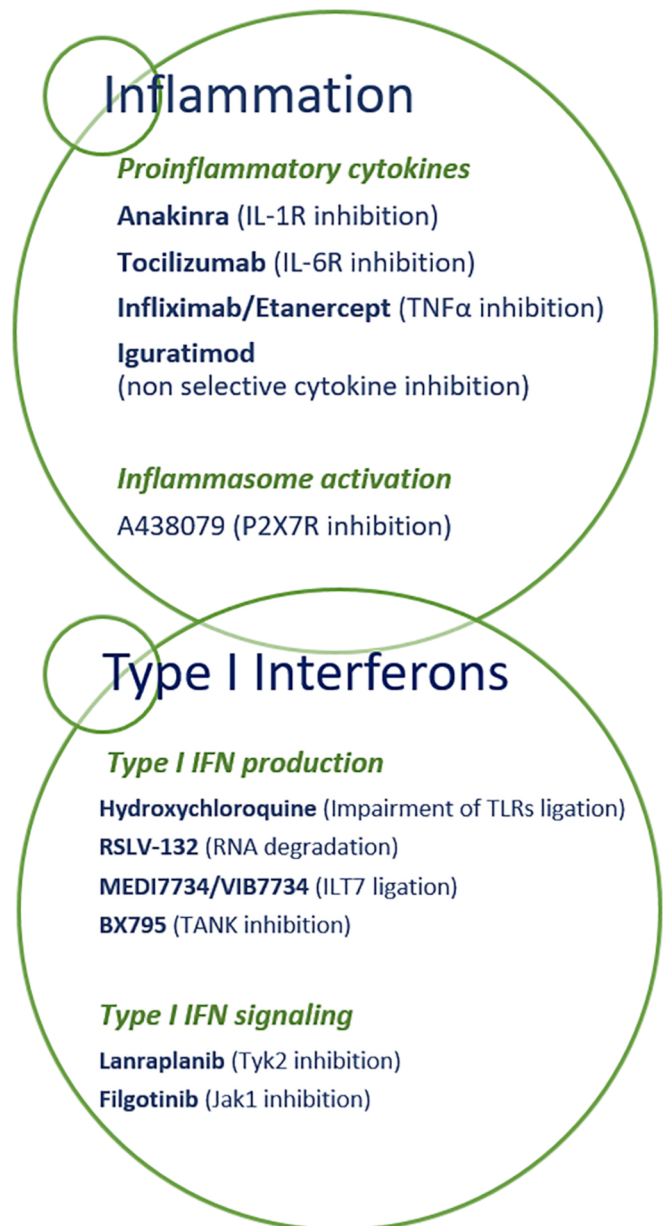 Inflammation
Proinflammatory cytokines
Anakinra (IL-1R inhibition)
Tocilizumab (IL-6R inhibition)
Infliximab/Etanercept (TNFα inhibition)
Iguratimod
(non selective cytokine inhibition)
Inflammasome activation
A438079 (P2X7R inhibition)
Type I Interferons
Type I IFN production
Hydroxychloroquine (Impairment of TLRs ligation)
RSLV-132 (RNA degradation)
MEDI7734/VIB7734 (ILT7 ligation)
BX795 (TANK inhibition)
Type I IFN signaling
Lanraplanib (Tyk2 inhibition)
Filgotinib (Jak1 inhibition)